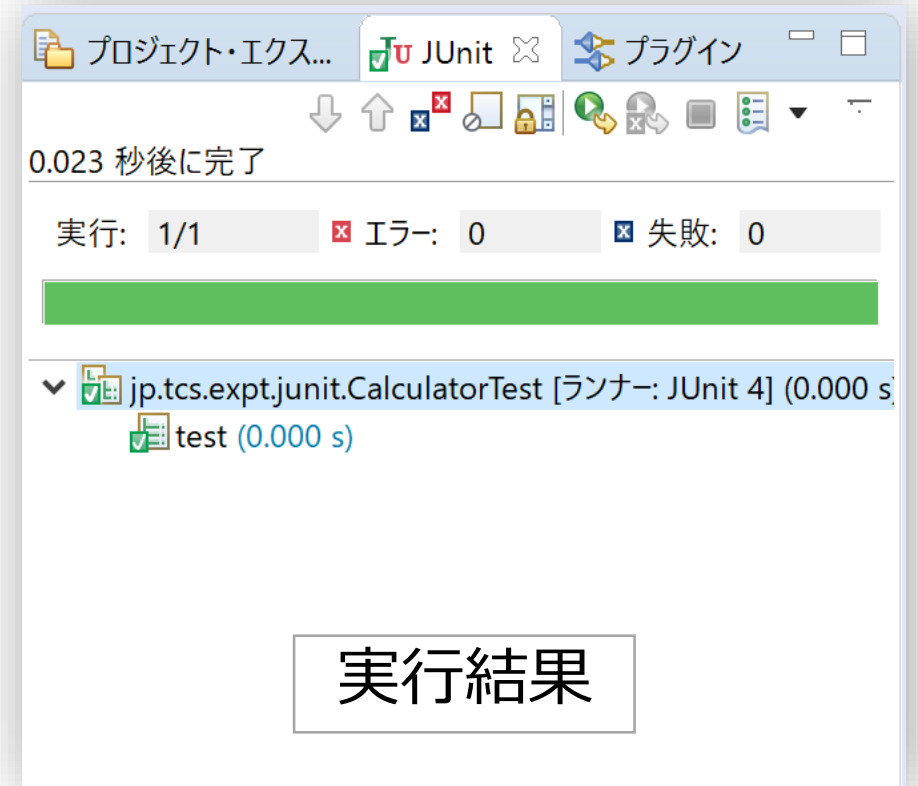 プロジェクト・エクス... JUnit プラグイン
0.023 秒後に完了
実行: 1/1 エラー: 0 失敗: 0
jp.tcs.expt.junit.CalculatorTest [ランナー: JUnit 4] (0.000 s)
test (0.000 s)
実行結果